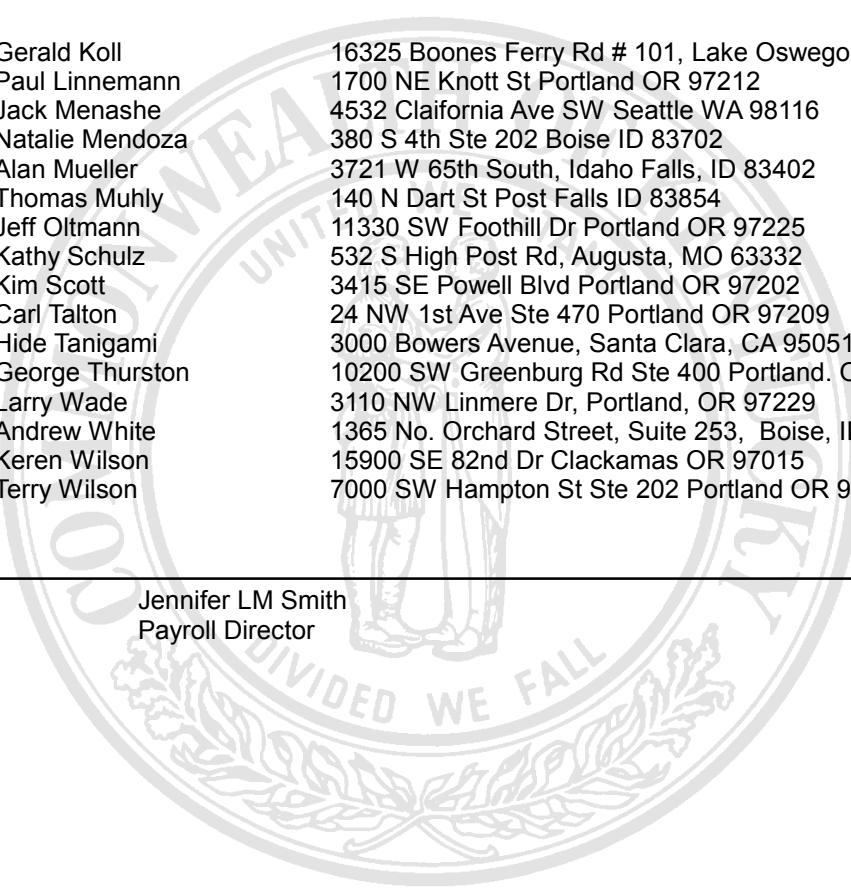 Gerald Koll 16325 Boones Ferry Rd # 101, Lake Oswego
Paul Linnemann 1700 NE Knott St Portland OR 97212
Jack Menashe 4532 Claifornia Ave SW Seattle WA 98116
Natalie Mendoza 380 S 4th Ste 202 Boise ID 83702
Alan Mueller 3721 W 65th South, Idaho Falls, ID 83402
Thomas Muhly 140 N Dart St Post Falls ID 83854
Jeff Oltmann 11330 SW Foothill Dr Portland OR 97225
Kathy Schulz 532 S High Post Rd, Augusta, MO 63332
Kim Scott 3415 SE Powell Blvd Portland OR 97202
Carl Talton 24 NW 1st Ave Ste 470 Portland OR 97209
Hide Tanigami 3000 Bowers Avenue, Santa Clara, CA 95051
George Thurston 10200 SW Greenburg Rd Ste 400 Portland.
Larry Wade 3110 NW Linmere Dr, Portland, OR 97229
Andrew White 1365 No. Orchard Street, Suite 253, Boise,
Keren Wilson 15900 SE 82nd Dr Clackamas OR 97015
Terry Wilson 7000 SW Hampton St Ste 202 Portland OR
Jennifer LM Smith
Payroll Director
COMMONWEALTH OF KENTUCKY
UNITED WE STAND
DIVIDED WE FALL